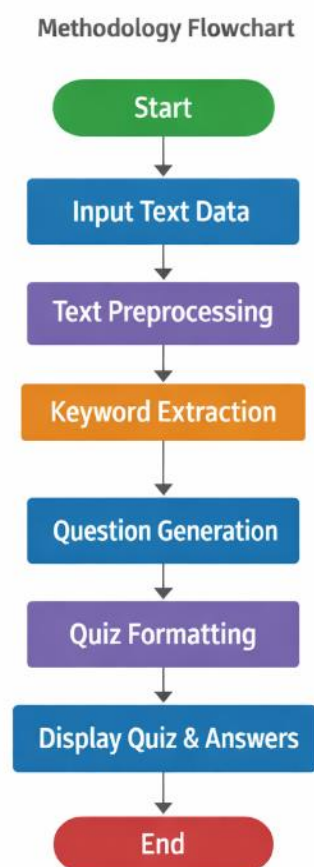 Methodology Flowchart
Start
Input Text Data
Text Preprocessing
Keyword Extraction
Question Generation
Quiz Formatting
Display Quiz & Answers
End